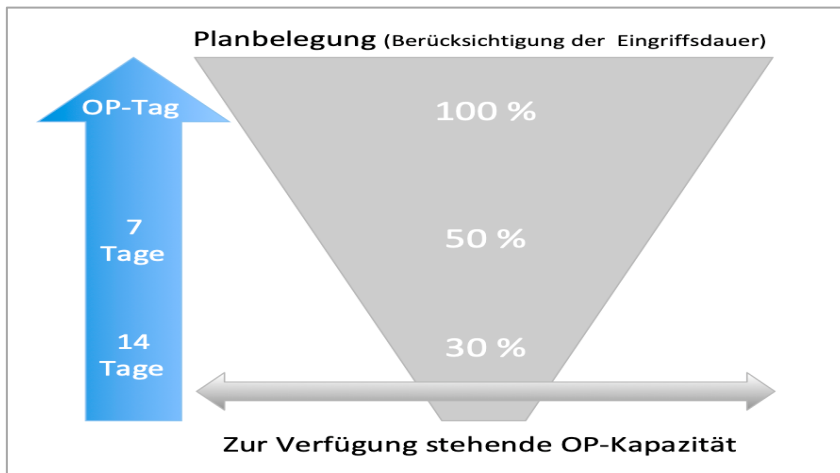 Planbelegung (Berücksichtigung der Eingriffsdauer)
OP-Tag
100 %
7
Tage
50 %
14
Tage
30 %
Zur Verfügung stehende OP-Kapazität